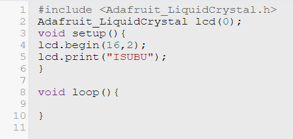 1 #include <Adafruit_LiquidCrystal.h>
2 Adafruit_LiquidCrystal lcd(0);
3 void setup(){
4 lcd.begin(16,2);
5 lcd.print("ISUBU");
6 }
7
8 void loop(){
9
10 }
11